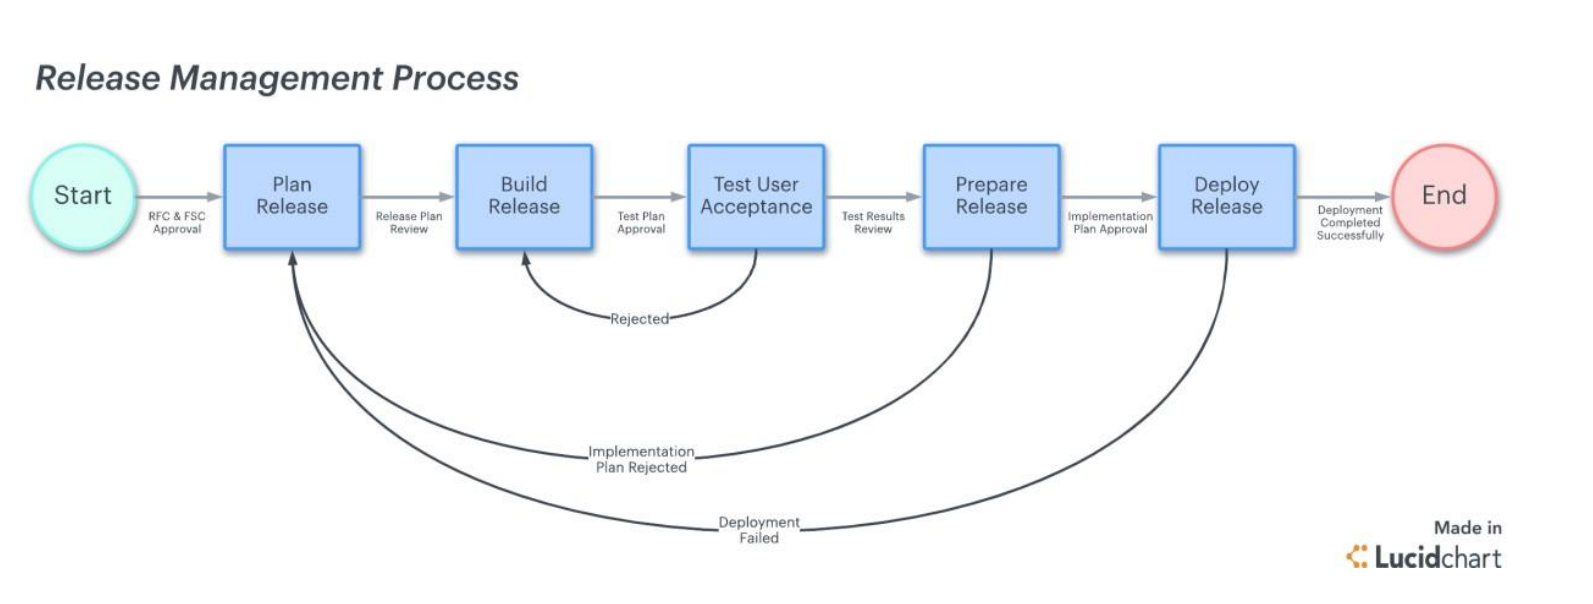 Release Management Process
Start
RFC & FSC
Approval
Plan
Release
Release Plan
Review
Build
Release
Test Plan
Approval
Test User
Acceptance
Test Results
Review
Prepare
Release
Implementation
Plan Approval
Deploy
Release
Deployment
Completed
Successfully
End
Rejected
Implementation
Plan Rejected
Deployment
Failed
Made in
Lucidchart